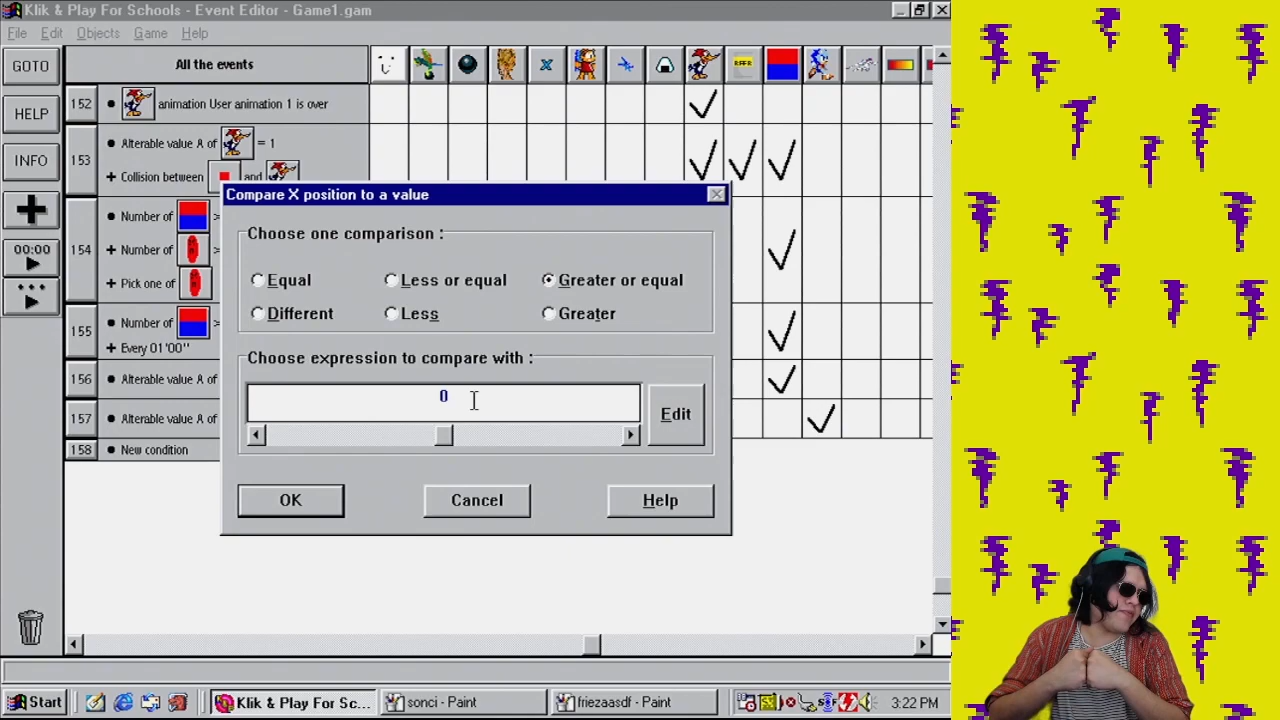 Klik & Play For Schools - Event Editor - Game1.gam
File Edit Objects Game Help
GOTO
All the events
HELP
152 • animation User animation 1 is over
INFO
153 • Alterable value A of = 1
+ Collision between and
Compare X position to a value
Choose one comparison :
154 • Number of >
+ Number of >
+ Pick one of
Equal Less or equal Greater or equal
00:00
Different Less Greater
155 • Number of >
+ Every 01'00"
Choose expression to compare with :
156 • Alterable value A of
0
Edit
157 • Alterable value A of
158 • New condition
OK Cancel Help
Start Klik & Play For Sc... sonci - Paint friezaasdf - Paint 3:22 PM